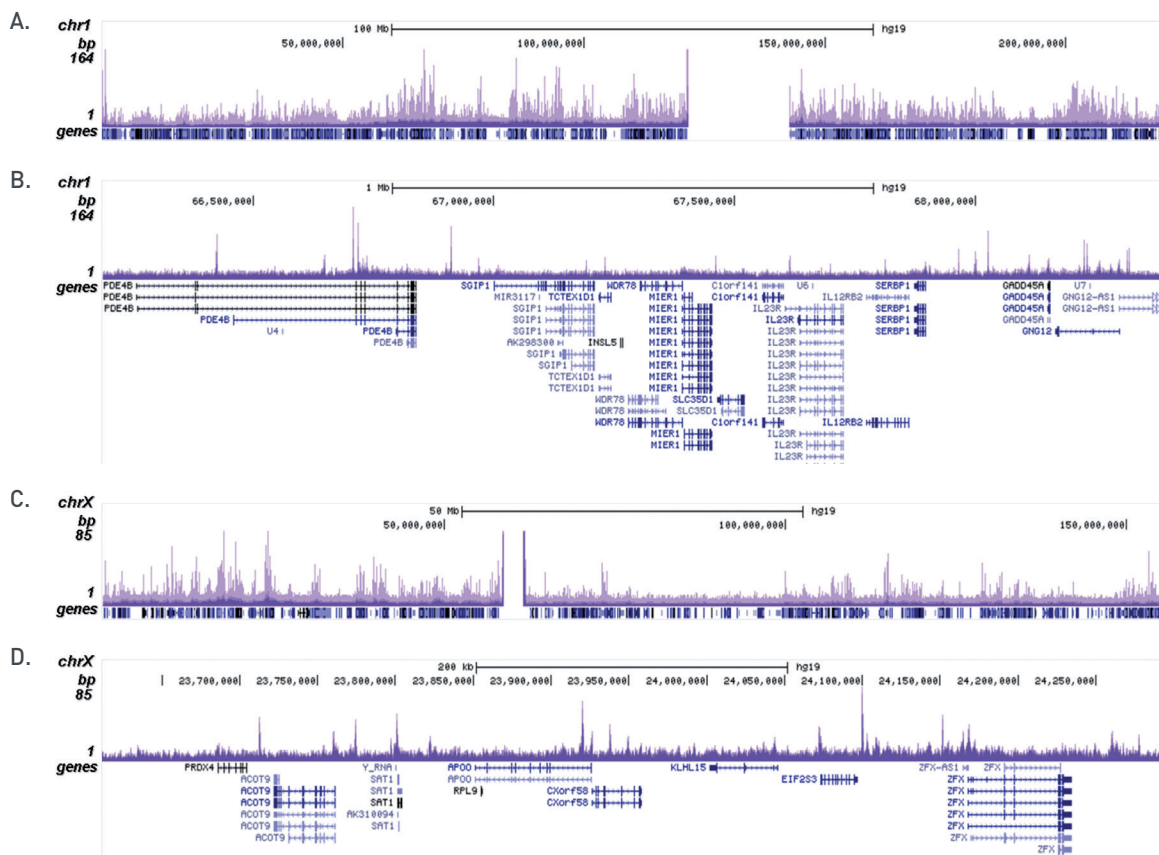 A.
chr1
100 Mb hg19
bp
50,000,000 100,000,000 150,000,000 200,000,000
164
1
genes
B.
chr1
1 Mb hg19
bp
66,500,000 67,000,000 67,500,000 68,000,000
164
1
genes
PDE4B SGIP1 WDR78 C1orf141 U6 SERBP1 GADD45A U7
PDE4B MIR3117 TCTEX1D1 MIER1 C1orf141 IL12RB2 SERBP1 GADD45A GNG12-AS1
PDE4B SGIP1 MIER1 IL23R SERBP1 GADD45A GNG12-AS1
PDE4B SGIP1 MIER1 IL23R SERBP1 GNG12
U4 PDE4B SGIP1 MIER1 IL23R SERBP1 GNG12
PDE4B AK298300 INSL5 MIER1 IL23R
SGIP1 MIER1 IL23R
SGIP1 MIER1 IL23R
TCTEX1D1 MIER1 IL23R
TCTEX1D1 MIER1 IL23R
WDR78 SLC35D1 IL23R
WDR78 SLC35D1 IL23R
WDR78 C1orf141 IL12RB2
MIER1 IL23R
MIER1 IL23R
C.
chrX
50 Mb hg19
bp
50,000,000 100,000,000 150,000,000
85
1
genes
D.
chrX
200 kb hg19
bp
23,700,000 23,750,000 23,800,000 23,850,000 23,900,000 23,950,000 24,000,000 24,050,000 24,100,000 24,150,000 24,200,000 24,250,000
85
1
genes
PRDX4 Y_RNA APOO KLHL15 ZFX-AS1 ZFX
ACOT9 SAT1 APOO EIF2S3 ZFX
ACOT9 SAT1 RPL9 CXorf58 ZFX
ACOT9 SAT1 CXorf58 ZFX
ACOT9 AK310094 ZFX
ACOT9 SAT1 ZFX
ZFX